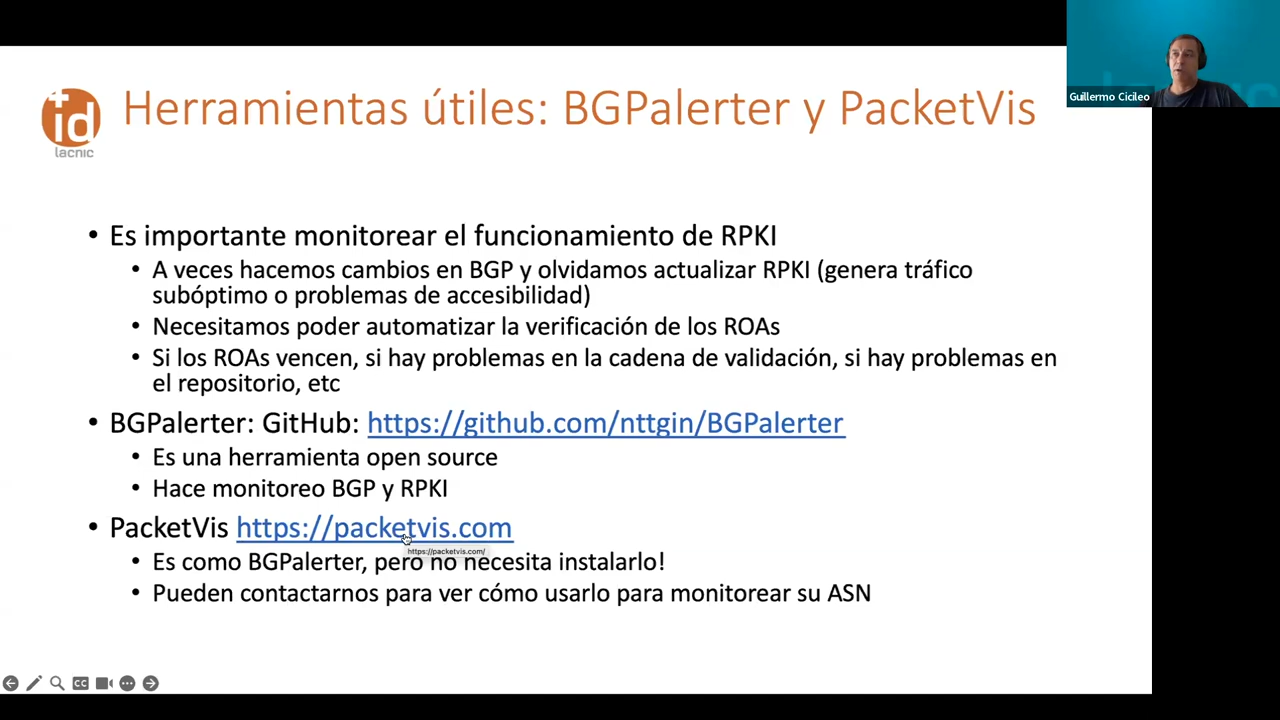 Guillermo Cicileo
+id
lacnic
Herramientas útiles: BGPalerter y PacketVis
• Es importante monitorear el funcionamiento de RPKI
• A veces hacemos cambios en BGP y olvidamos actualizar RPKI (genera tráfico
subóptimo o problemas de accesibilidad)
• Necesitamos poder automatizar la verificación de los ROAs
• Si los ROAs vencen, si hay problemas en la cadena de validación, si hay problemas en
el repositorio, etc
• BGPalerter: GitHub: https://github.com/nttgin/BGPalerter
• Es una herramienta open source
• Hace monitoreo BGP y RPKI
• PacketVis https://packetvis.com
https://packetvis.com/
• Es como BGPalerter, pero no necesita instalarlo!
• Pueden contactarnos para ver cómo usarlo para monitorear su ASN
CC